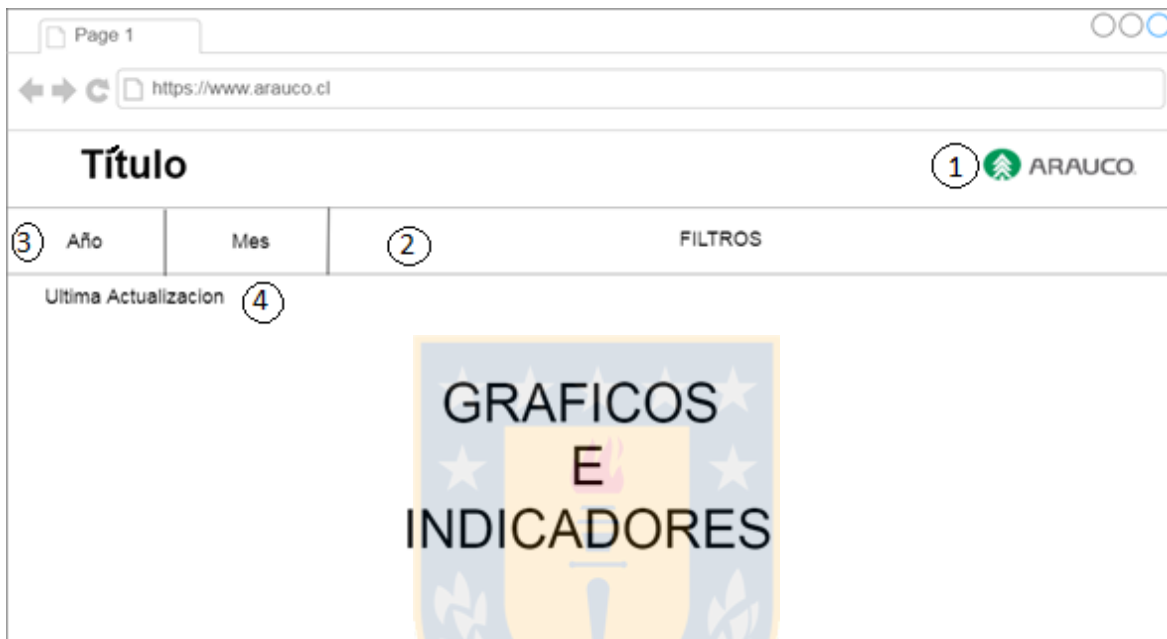 Page 1
https://www.arauco.cl
Título
1 ARAUCO
3 Año Mes 2 FILTROS
Ultima Actualizacion 4
GRAFICOS
E
INDICADORES